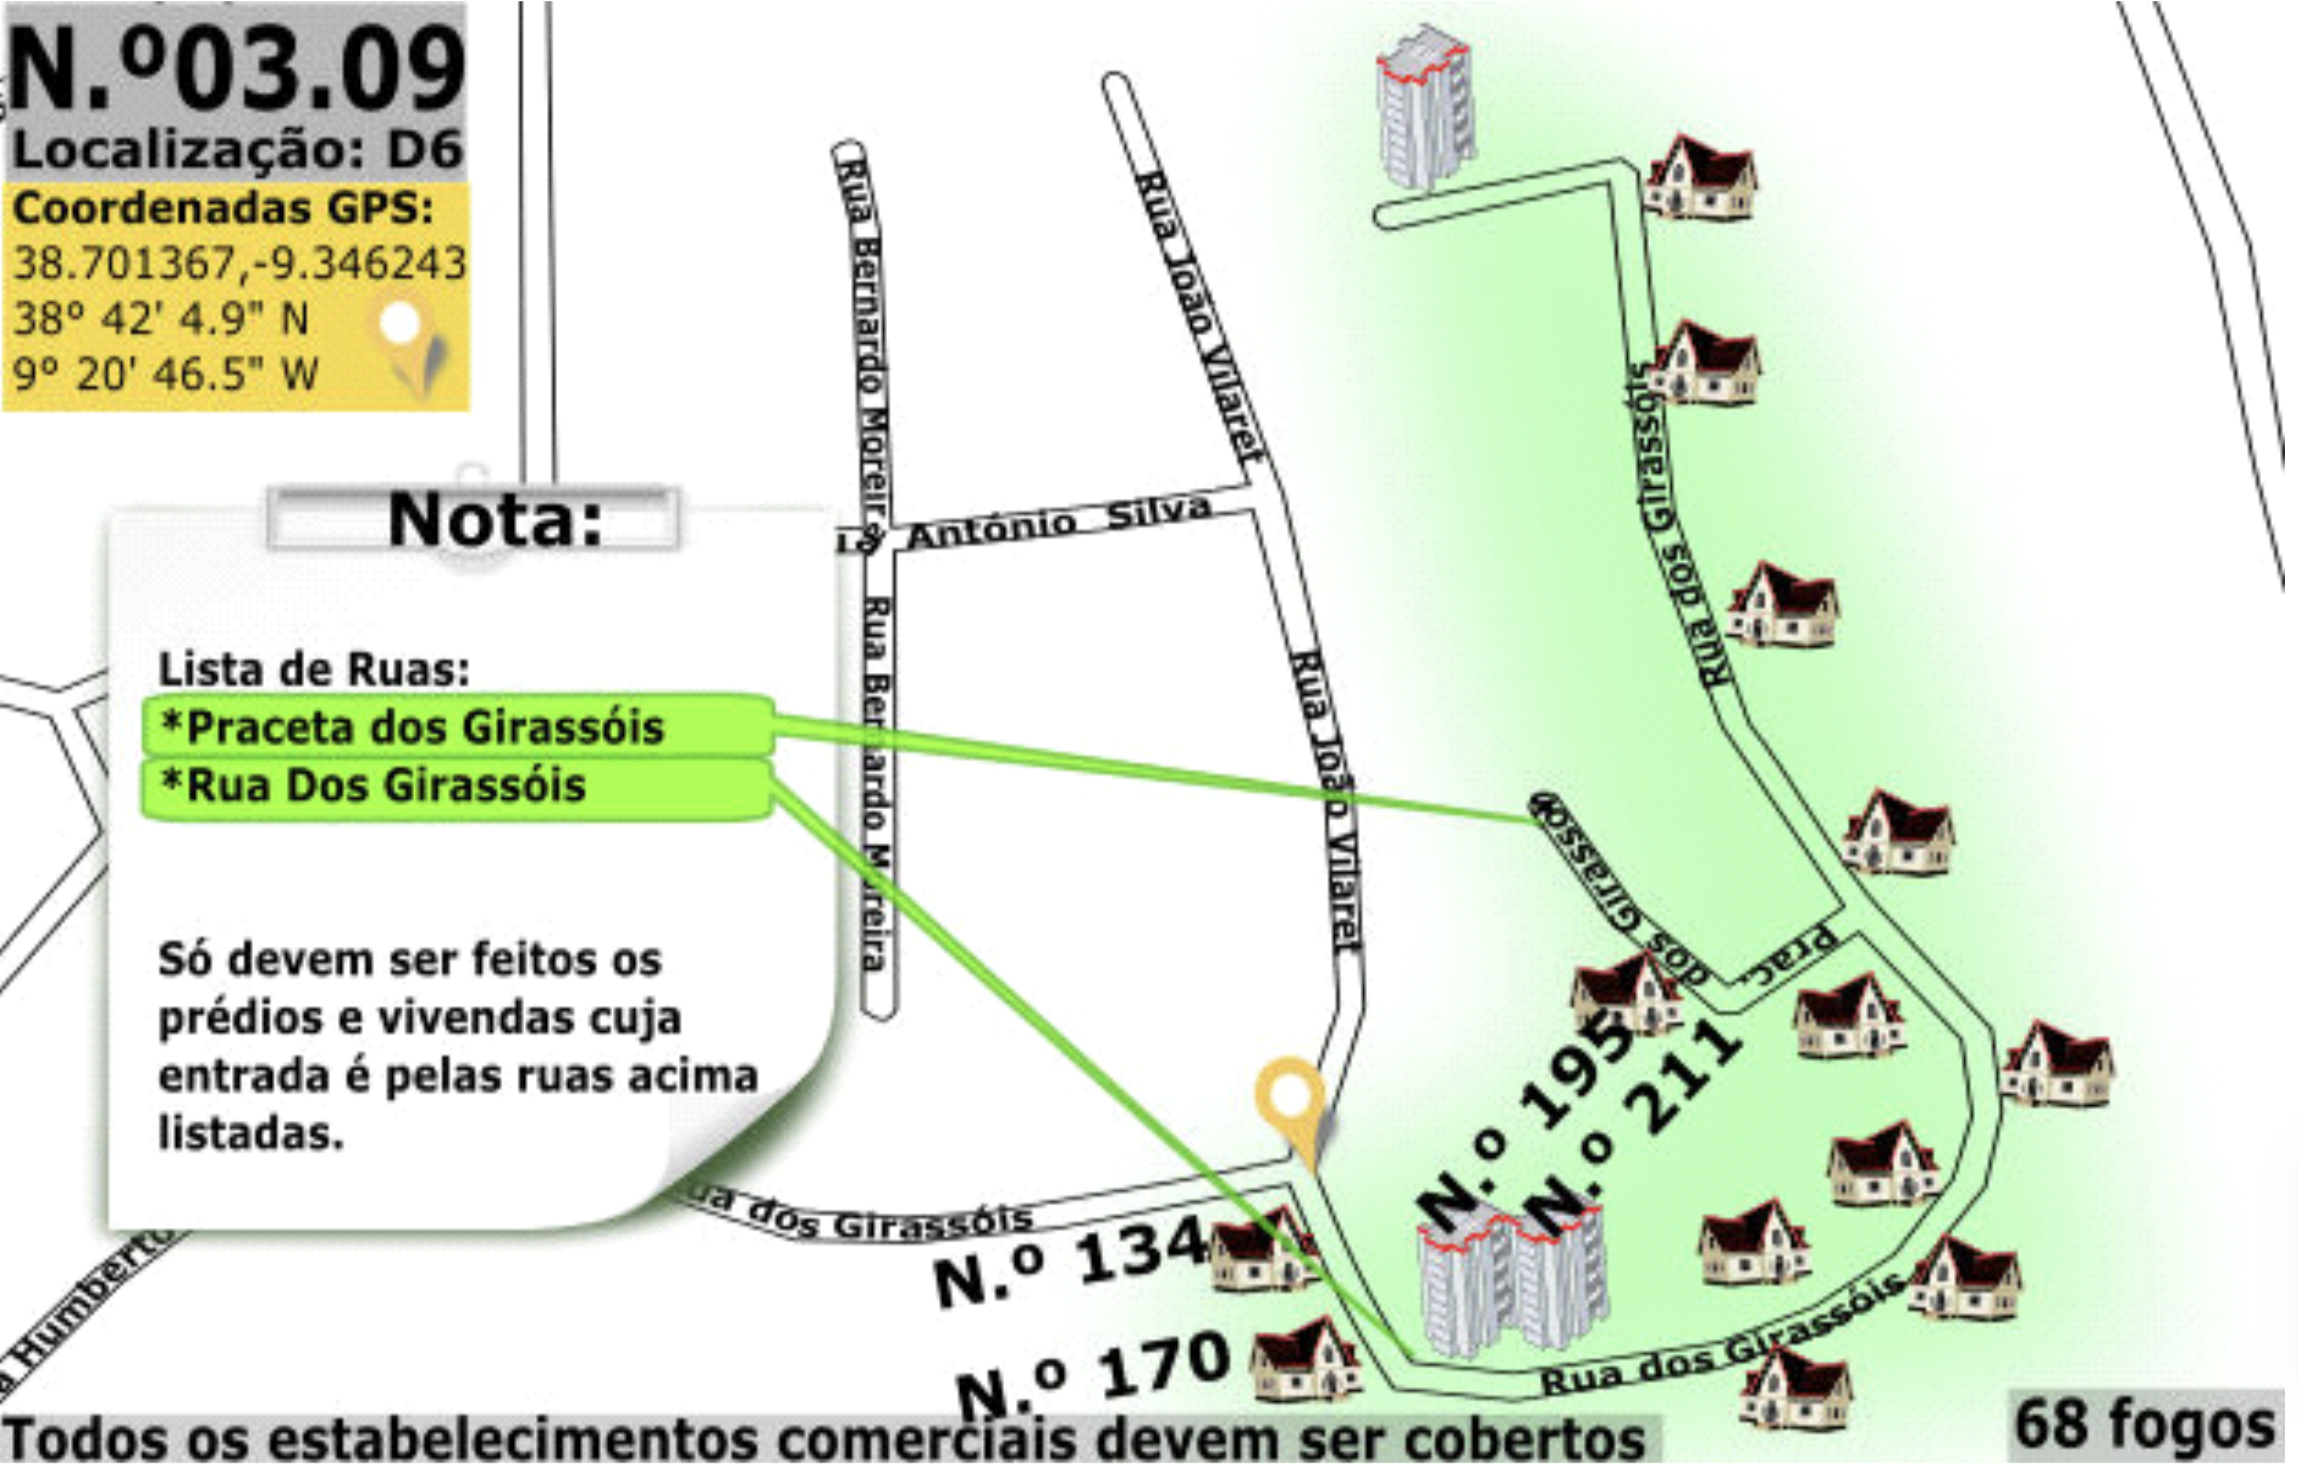 N.º03.09
Localização: D6
Coordenadas GPS:
38.701367,-9.346243
38º 42' 4.9" N
9º 20' 46.5" W
Nota:
Lista de Ruas:
*Praceta dos Girassóis
*Rua Dos Girassóis
Só devem ser feitos os
prédios e vivendas cuja
entrada é pelas ruas acima
listadas.
Rua Bernardo Moreira
António Silva
Rua Bernardo Moreira
Rua João Vilaret
Rua João Vilaret
Rua dos Girassóis
Prac. dos Girassóis
N.º 195
N.º 211
ua dos Girassóis
N.º 134
N.º 170
Rua dos Girassóis
a Humberto
Todos os estabelecimentos comerciais devem ser cobertos
68 fogos